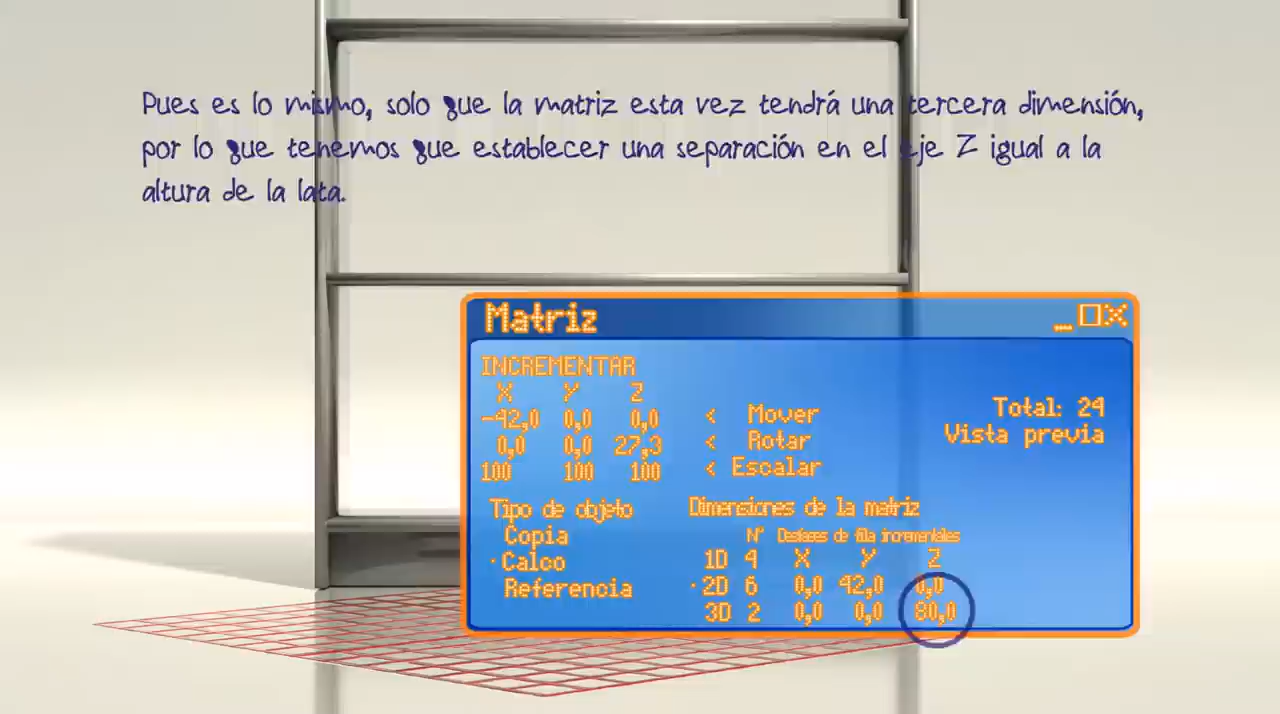 Pues es lo mismo, solo que la matriz esta vez tendrá una tercera dimensión,
por lo que tenemos que establecer una separación en el eje Z igual a la
altura de la lata.
Matriz
INCREMENTAR
X Y Z
-42,0 0,0 0,0 < Mover
0,0 0,0 27,3 < Rotar
100 100 100 < Escalar
Total: 24
Vista previa
Tipo de objeto
Copia
·Calco
Referencia
Dimensiones de la matriz
Nº Desfases de fila incrementales
1D 4 X Y Z
·2D 6 0,0 42,0 0,0
3D 2 0,0 0,0 80,0